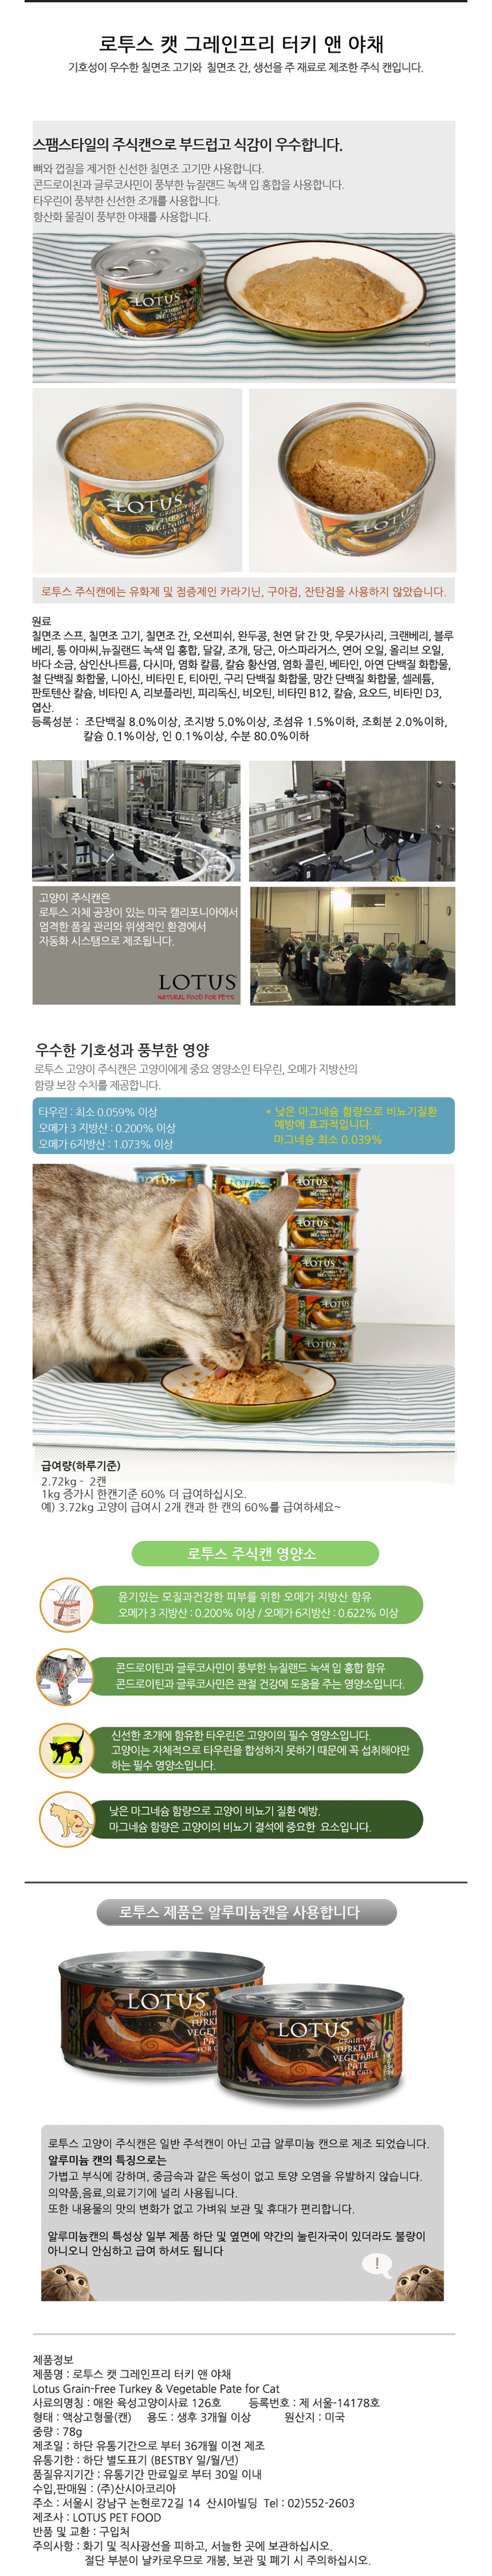 로투스 캣 그레인프리 터키 앤 야채
기호성이 우수한 칠면조 고기와 칠면조 간, 생선을 주 재료로 제조한 주식 캔입니다.
스팸스타일의 주식캔으로 부드럽고 식감이 우수합니다.
뼈와 껍질을 제거한 신선한 칠면조 고기만 사용합니다.
콘드로이친과 글루코사민이 풍부한 뉴질랜드 녹색 입 홍합을 사용합니다.
타우린이 풍부한 신선한 조개를 사용합니다.
항산화 물질이 풍부한 야채를 사용합니다.
LOTUS
LOTUS
GRAIN-FREE
TURKEY &
VEGETABLE
LOTUS
로투스 주식캔에는 유화제 및 점증제인 카라기닌, 구아검, 잔탄검을 사용하지 않았습니다.
원료
칠면조 스프, 칠면조 고기, 칠면조 간, 오션피쉬, 완두콩, 천연 닭 간 맛, 우뭇가사리, 크랜베리, 블루
베리, 통 아마씨,뉴질랜드 녹색 입 홍합, 달걀, 조개, 당근, 아스파라거스, 연어 오일, 올리브 오일,
바다 소금, 삼인산나트륨, 다시마, 염화 칼륨, 칼슘 황산염, 염화 콜린, 베타인, 아연 단백질 화합물,
철 단백질 화합물, 니아신, 비타민 E, 티아민, 구리 단백질 화합물, 망간 단백질 화합물, 셀레튬,
판토텐산 칼슘, 비타민 A, 리보플라빈, 피리독신, 비오틴, 비타민 B12, 칼슘, 요오드, 비타민 D3,
엽산.
등록성분 : 조단백질 8.0%이상, 조지방 5.0%이상, 조섬유 1.5%이하, 조회분 2.0%이하,
칼슘 0.1%이상, 인 0.1%이상, 수분 80.0%이하
고양이 주식캔은
로투스 자체 공장이 있는 미국 캘리포니아에서
엄격한 품질 관리와 위생적인 환경에서
자동화 시스템으로 제조됩니다.
LOTUS
NATURAL FOOD FOR PETS
우수한 기호성과 풍부한 영양
로투스 고양이 주식캔은 고양이에게 중요 영양소인 타우린, 오메가 지방산의
함량 보장 수치를 제공합니다.
타우린 : 최소 0.059% 이상
오메가 3 지방산 : 0.200% 이상
오메가 6지방산 : 1.073% 이상
* 낮은 마그네슘 함량으로 비뇨기질환
예방에 효과적입니다.
마그네슘 최소 0.039%
LOTUS
LOTUS
LOTUS
LOTUS
LOTUS
급여량(하루기준)
2.72kg - 2캔
1kg 증가시 한캔기준 60% 더 급여하십시오.
예) 3.72kg 고양이 급여시 2개 캔과 한 캔의 60%를 급여하세요~
로투스 주식캔 영양소
윤기있는 모질과건강한 피부를 위한 오메가 지방산 함유
오메가 3 지방산 : 0.200% 이상 / 오메가 6지방산 : 0.622% 이상
콘드로이틴과 글루코사민이 풍부한 뉴질랜드 녹색 입 홍합 함유
콘드로이틴과 글루코사민은 관절 건강에 도움을 주는 영양소입니다.
신선한 조개에 함유한 타우린은 고양이의 필수 영양소입니다.
고양이는 자체적으로 타우린을 합성하지 못하기 때문에 꼭 섭취해야만
하는 필수 영양소입니다.
낮은 마그네슘 함량으로 고양이 비뇨기 질환 예방.
마그네슘 함량은 고양이의 비뇨기 결석에 중요한 요소입니다.
로투스 제품은 알루미늄캔을 사용합니다
LOTUS
LOTUS
GRAIN-FREE
TURKEY &
VEGETABLE
PATE
FOR CATS
로투스 고양이 주식캔은 일반 주석캔이 아닌 고급 알루미늄 캔으로 제조 되었습니다.
알루미늄 캔의 특징으로는
가볍고 부식에 강하며, 중금속과 같은 독성이 없고 토양 오염을 유발하지 않습니다.
의약품,음료,의료기기에 널리 사용됩니다.
또한 내용물의 맛의 변화가 없고 가벼워 보관 및 휴대가 편리합니다.
알루미늄캔의 특성상 일부 제품 하단 및 옆면에 약간의 눌린자국이 있더라도 불량이
아니오니 안심하고 급여 하셔도 됩니다
!
제품정보
제품명 : 로투스 캣 그레인프리 터키 앤 야채
Lotus Grain-Free Turkey & Vegetable Pate for Cat
사료의명칭 : 애완 육성고양이사료 126호 등록번호 : 제 서울-14178호
형태 : 액상고형물(캔) 용도 : 생후 3개월 이상 원산지 : 미국
중량 : 78g
제조일 : 하단 유통기간으로 부터 36개월 이전 제조
유통기한 : 하단 별도표기 (BESTBY 일/월/년)
품질유지기간 : 유통기간 만료일로 부터 30일 이내
수입,판매원 : (주)산시아코리아
주소 : 서울시 강남구 논현로72길 14 산시아빌딩 Tel : 02)552-2603
제조사 : LOTUS PET FOOD
반품 및 교환 : 구입처
주의사항 : 화기 및 직사광선을 피하고, 서늘한 곳에 보관하십시오.
절단 부분이 날카로우므로 개봉, 보관 및 폐기 시 주의하십시오.